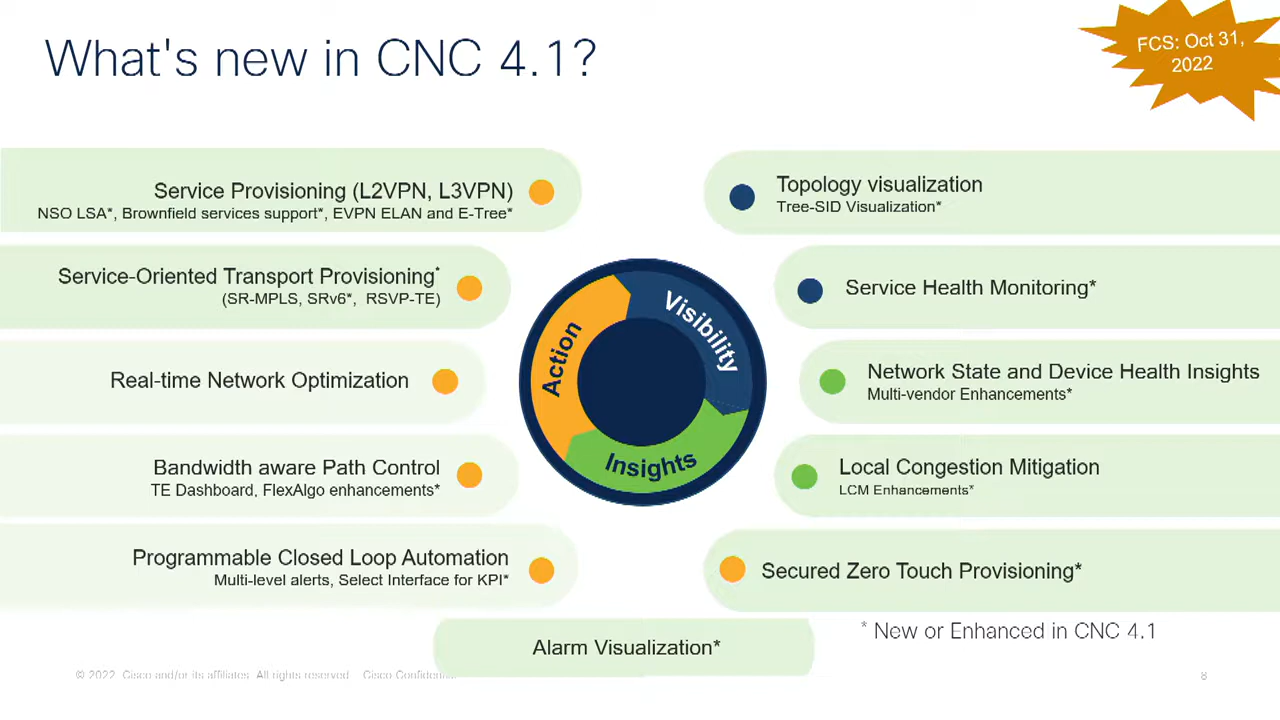 What's new in CNC 4.1?
FCS: Oct 31,
2022
Service Provisioning (L2VPN, L3VPN)
NSO LSA*, Brownfield services support*, EVPN ELAN and E-Tree*
Service-Oriented Transport Provisioning*
(SR-MPLS, SRv6*, RSVP-TE)
Real-time Network Optimization
Bandwidth aware Path Control
TE Dashboard, FlexAlgo enhancements*
Programmable Closed Loop Automation
Multi-level alerts, Select Interface for KPI*
Action
Visibility
Insights
Topology visualization
Tree-SID Visualization*
Service Health Monitoring*
Network State and Device Health Insights
Multi-vendor Enhancements*
Local Congestion Mitigation
LCM Enhancements*
Secured Zero Touch Provisioning*
Alarm Visualization*
* New or Enhanced in CNC 4.1
© 2022 Cisco and/or its affiliates. All rights reserved. Cisco
8